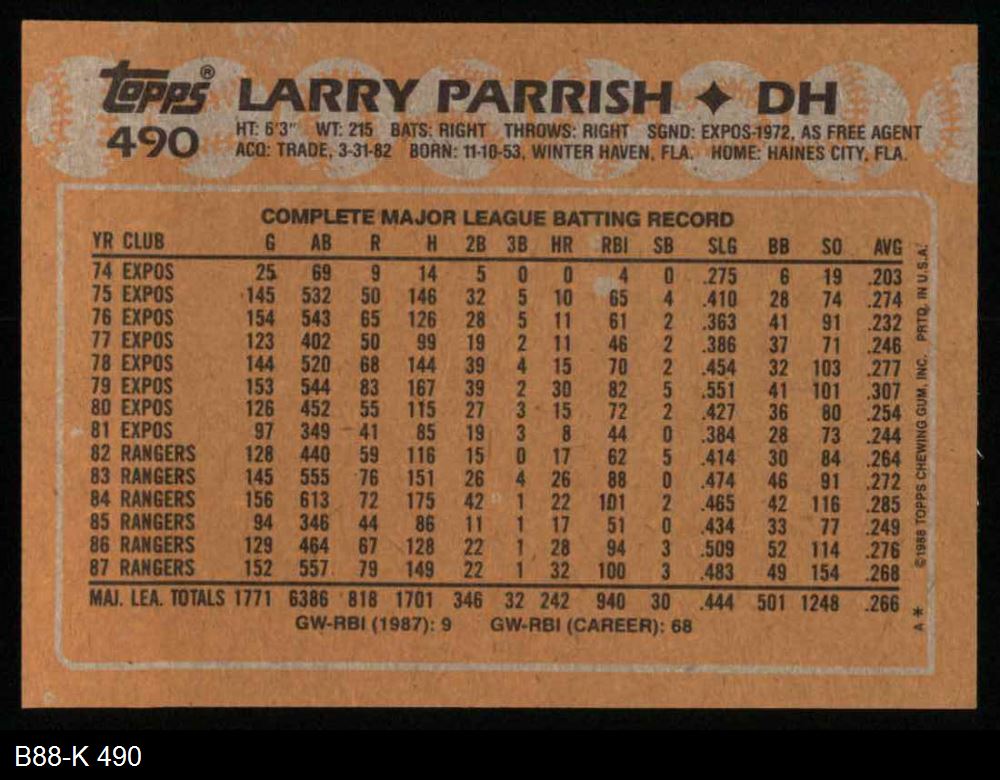 topps® LARRY PARRISH ✦ DH
490 HT: 6'3" WT: 215 BATS: RIGHT THROWS: RIGHT SGND: EXPOS-1972, AS FREE AGENT
ACQ: TRADE, 3-31-82 BORN: 11-10-53, WINTER HAVEN, FLA. HOME: HAINES CITY, FLA.
COMPLETE MAJOR LEAGUE BATTING RECORD
YR CLUB G AB R H 2B 3B HR RBI SB SLG BB SO AVG
74 EXPOS 25 69 9 14 5 0 0 4 0 .275 6 19 .203
75 EXPOS 145 532 50 146 32 5 10 65 4 .410 28 74 .274
76 EXPOS 154 543 65 126 28 5 11 61 2 .363 41 91 .232
77 EXPOS 123 402 50 99 19 2 11 46 2 .386 37 71 .246
78 EXPOS 144 520 68 144 39 4 15 70 2 .454 32 103 .277
79 EXPOS 153 544 83 167 39 2 30 82 5 .551 41 101 .307
80 EXPOS 126 452 55 115 27 3 15 72 2 .427 36 80 .254
81 EXPOS 97 349 41 85 19 3 8 44 0 .384 28 73 .244
82 RANGERS 128 440 59 116 15 0 17 62 5 .414 30 84 .264
83 RANGERS 145 555 76 151 26 4 26 88 0 .474 46 91 .272
84 RANGERS 156 613 72 175 42 1 22 101 2 .465 42 116 .285
85 RANGERS 94 346 44 86 11 1 17 51 0 .434 33 77 .249
86 RANGERS 129 464 67 128 22 1 28 94 3 .509 52 114 .276
87 RANGERS 152 557 79 149 22 1 32 100 3 .483 49 154 .268
MAJ. LEA. TOTALS 1771 6386 818 1701 346 32 242 940 30 .444 501 1248 .266
GW-RBI (1987): 9 GW-RBI (CAREER): 68
A* ©1988 TOPPS CHEWING GUM, INC. PRTD. IN U.S.A.
B88-K 490